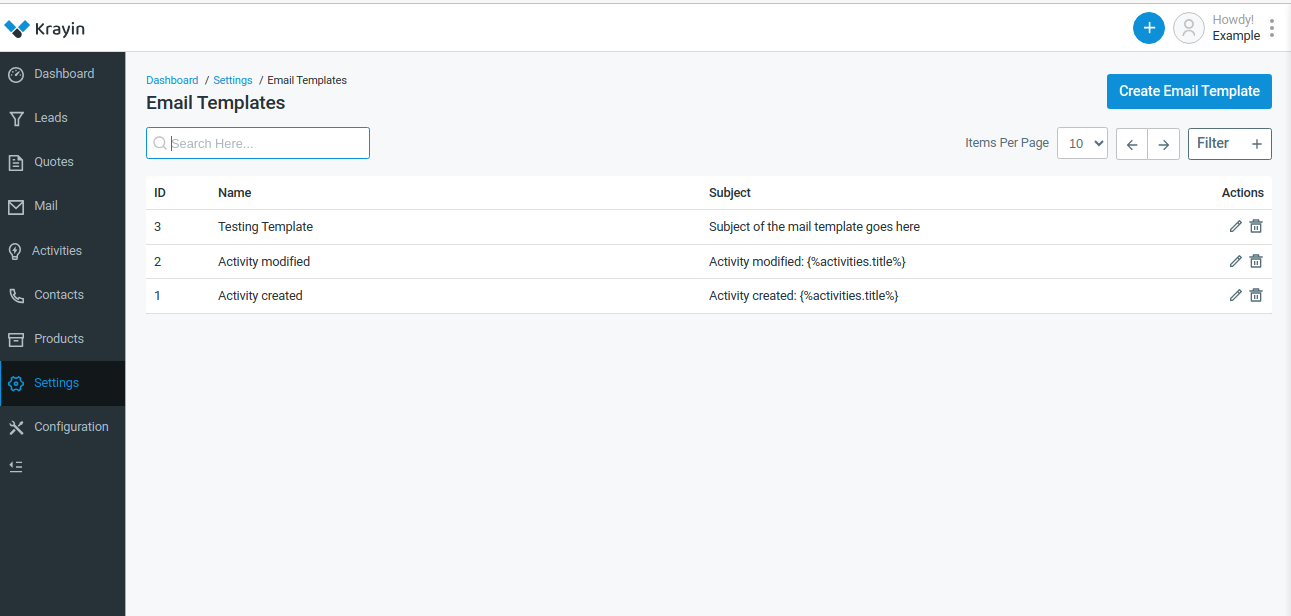 Krayin
Howdy!
Example
Dashboard
Leads
Quotes
Mail
Activities
Contacts
Products
Settings
Configuration
Dashboard / Settings / Email Templates
Email Templates
Create Email Template
Search Here...
Items Per Page 10 Filter
ID Name Subject Actions
3 Testing Template Subject of the mail template goes here
2 Activity modified Activity modified: {%activities.title%}
1 Activity created Activity created: {%activities.title%}